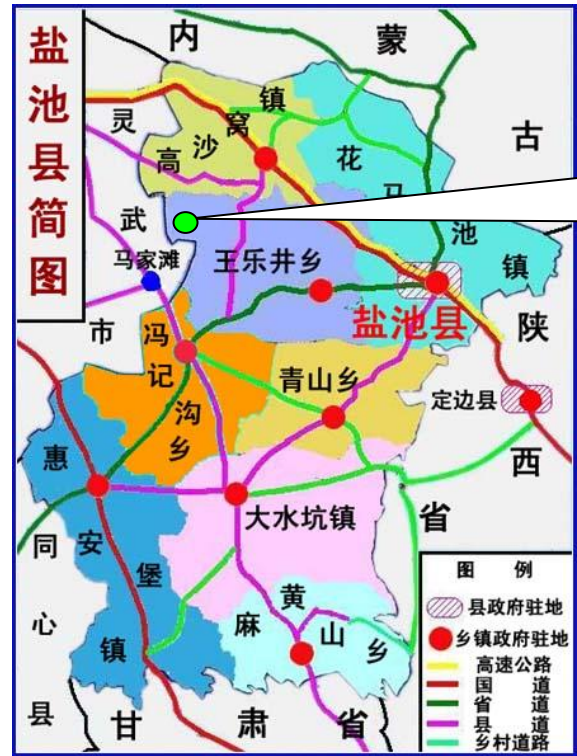 盐池县简图
内蒙古
灵武市
高沙窝镇
花马池镇
马家滩
王乐井乡
盐池县
陕西省
冯记沟乡
青山乡
定边县
惠安堡镇
大水坑镇
同心县
麻黄山乡
甘肃省
图例
县政府驻地
乡镇政府驻地
高速公路
国道
省道
县道
乡村道路